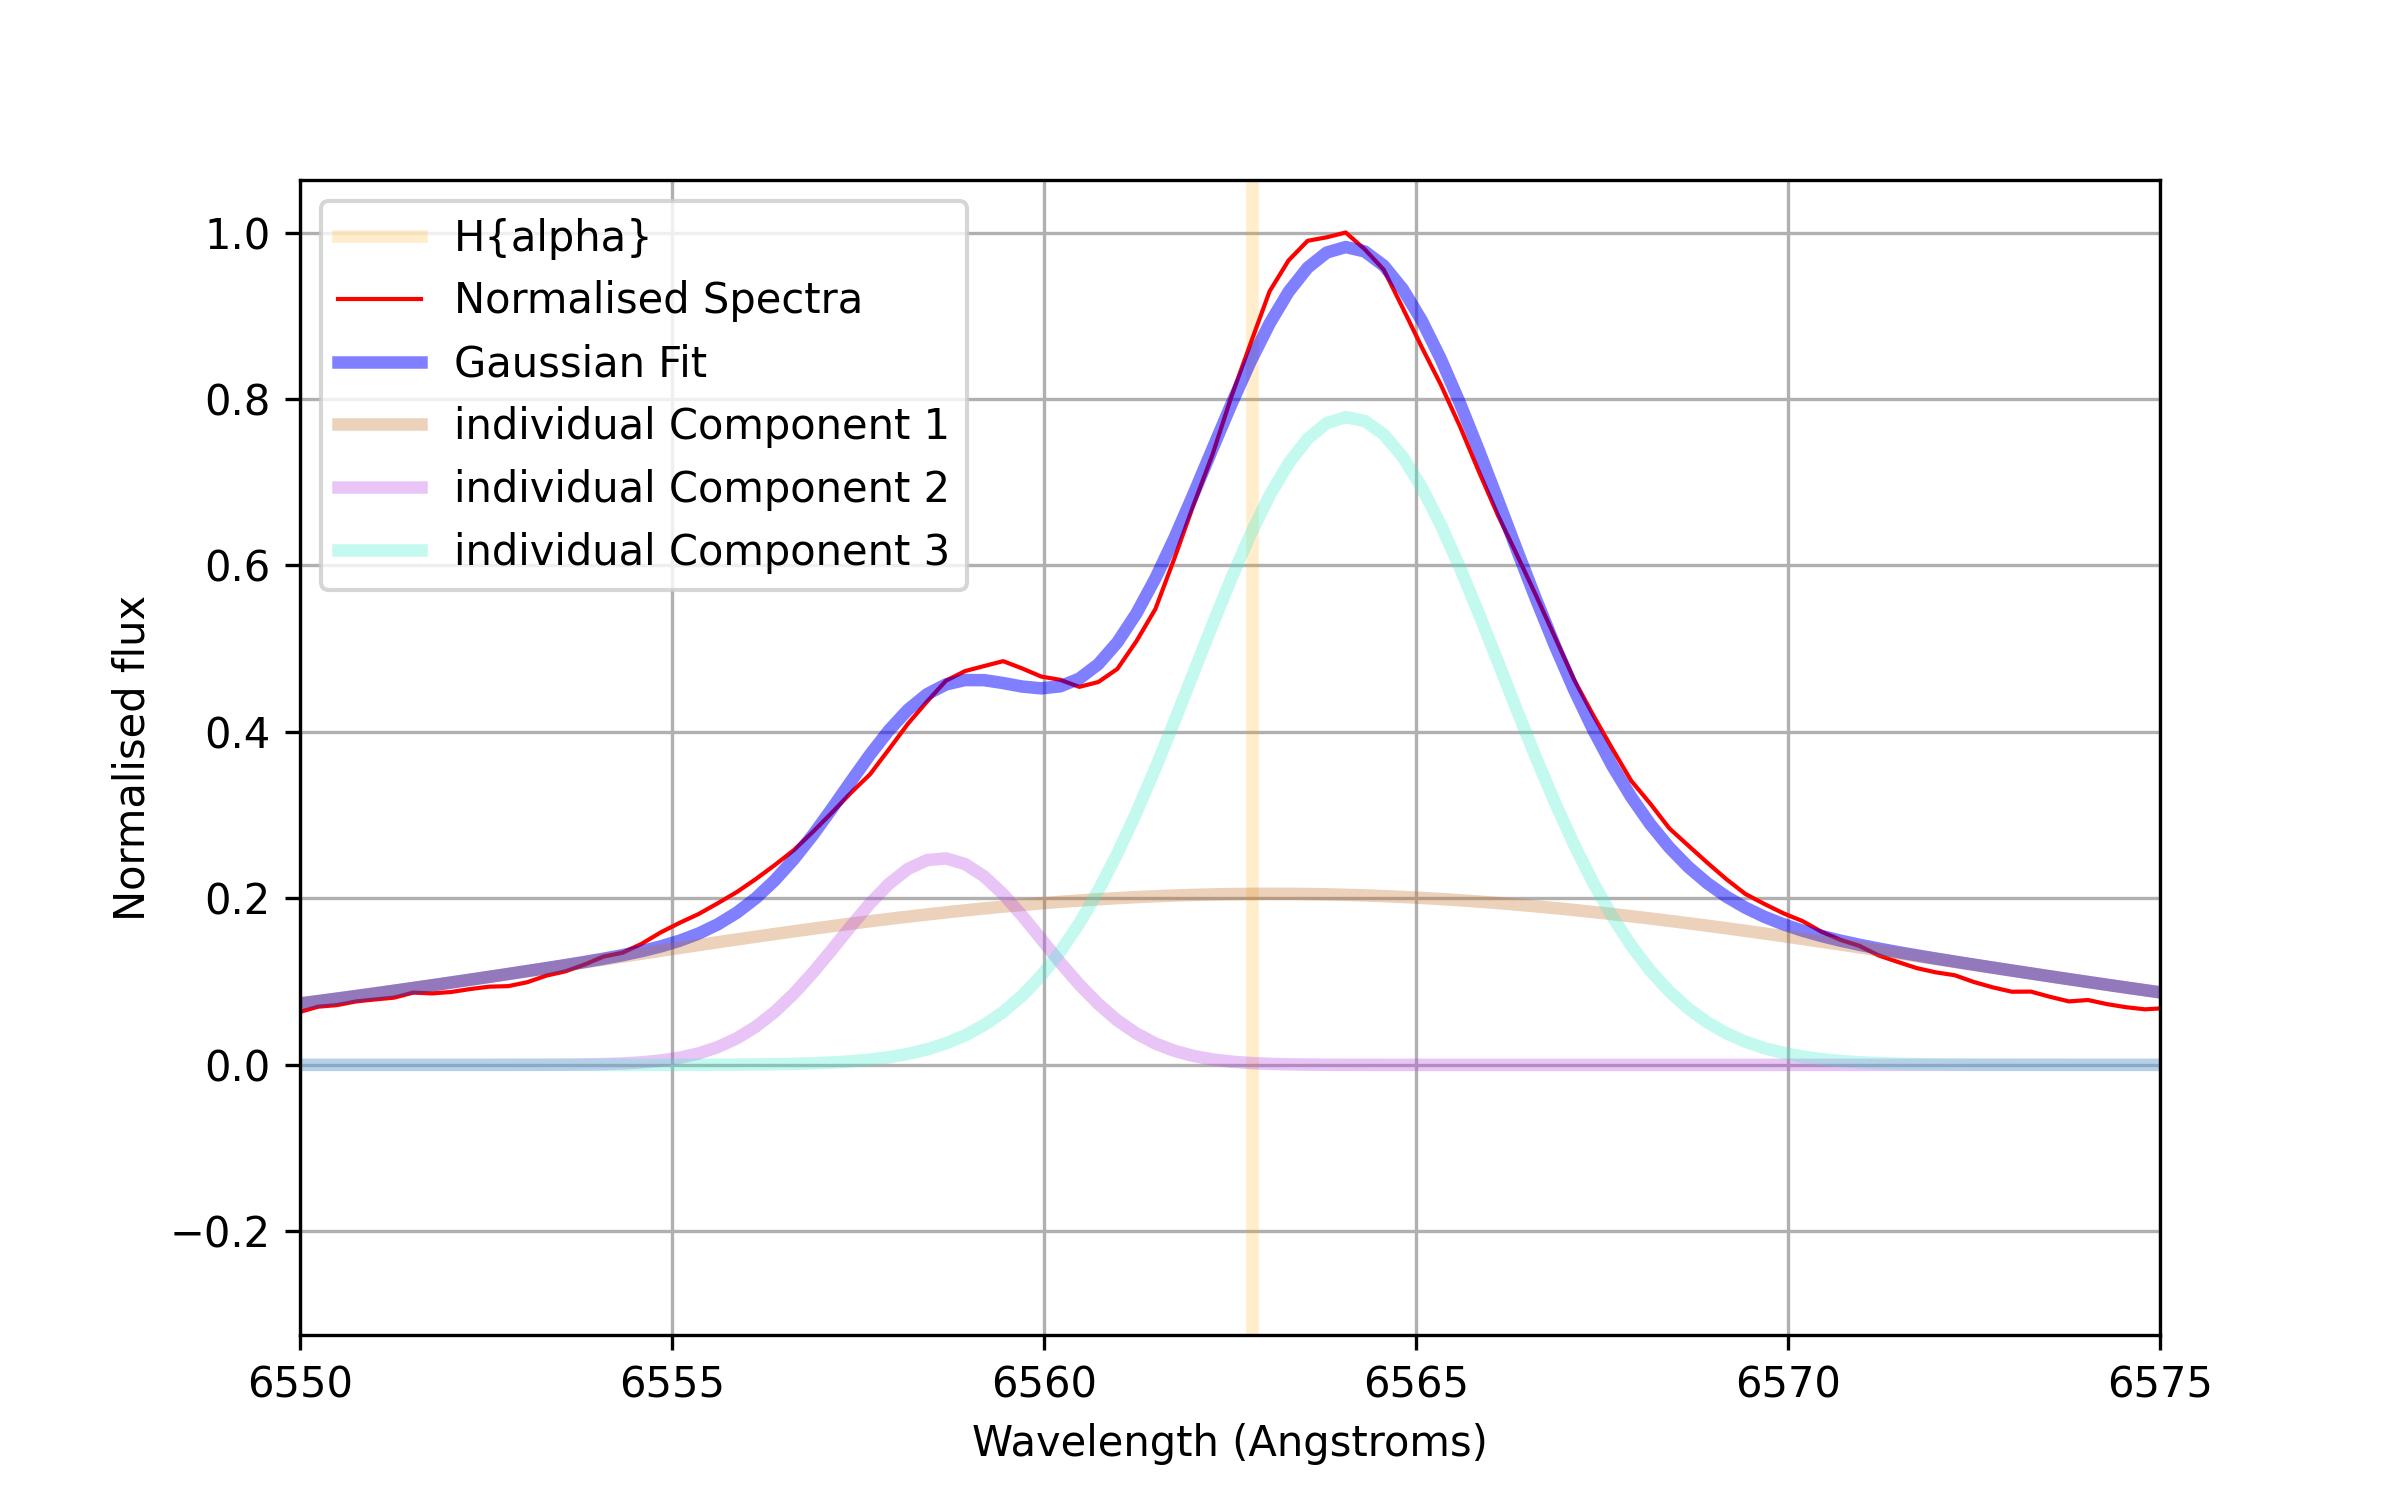 H{alpha}
Normalised Spectra
Gaussian Fit
individual Component 1
individual Component 2
individual Component 3
1.0
0.8
0.6
0.4
0.2
0.0
−0.2
Normalised flux
6550 6555 6560 6565 6570 6575
Wavelength (Angstroms)